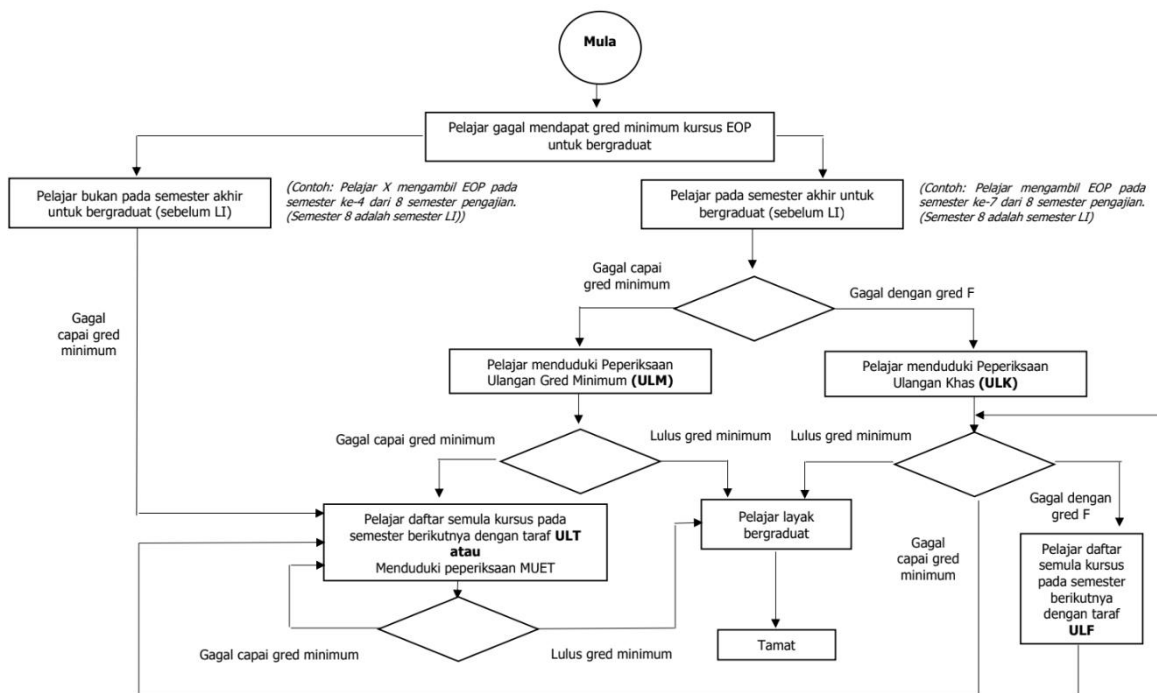 Mula
Pelajar gagal mendapat gred minimum kursus EOP
untuk bergraduat
Pelajar bukan pada semester akhir
untuk bergraduat (sebelum LI)
(Contoh: Pelajar X mengambil EOP pada
semester ke-4 dari 8 semester pengajian.
(Semester 8 adalah semester LI))
Pelajar pada semester akhir untuk
bergraduat (sebelum LI)
(Contoh: Pelajar mengambil EOP pada
semester ke-7 dari 8 semester pengajian.
(Semester 8 adalah semester LI)
Gagal
capai gred
minimum
Gagal capai
gred minimum
Gagal dengan gred F
Pelajar menduduki Peperiksaan
Ulangan Gred Minimum (ULM)
Pelajar menduduki Peperiksaan
Ulangan Khas (ULK)
Gagal capai gred minimum
Lulus gred minimum
Lulus gred minimum
Gagal dengan
gred F
Pelajar daftar semula kursus pada
semester berikutnya dengan taraf ULT
atau
Menduduki peperiksaan MUET
Pelajar layak
bergraduat
Gagal
capai gred
minimum
Pelajar daftar
semula kursus
pada semester
berikutnya
dengan taraf
ULF
Gagal capai gred minimum
Lulus gred minimum
Tamat